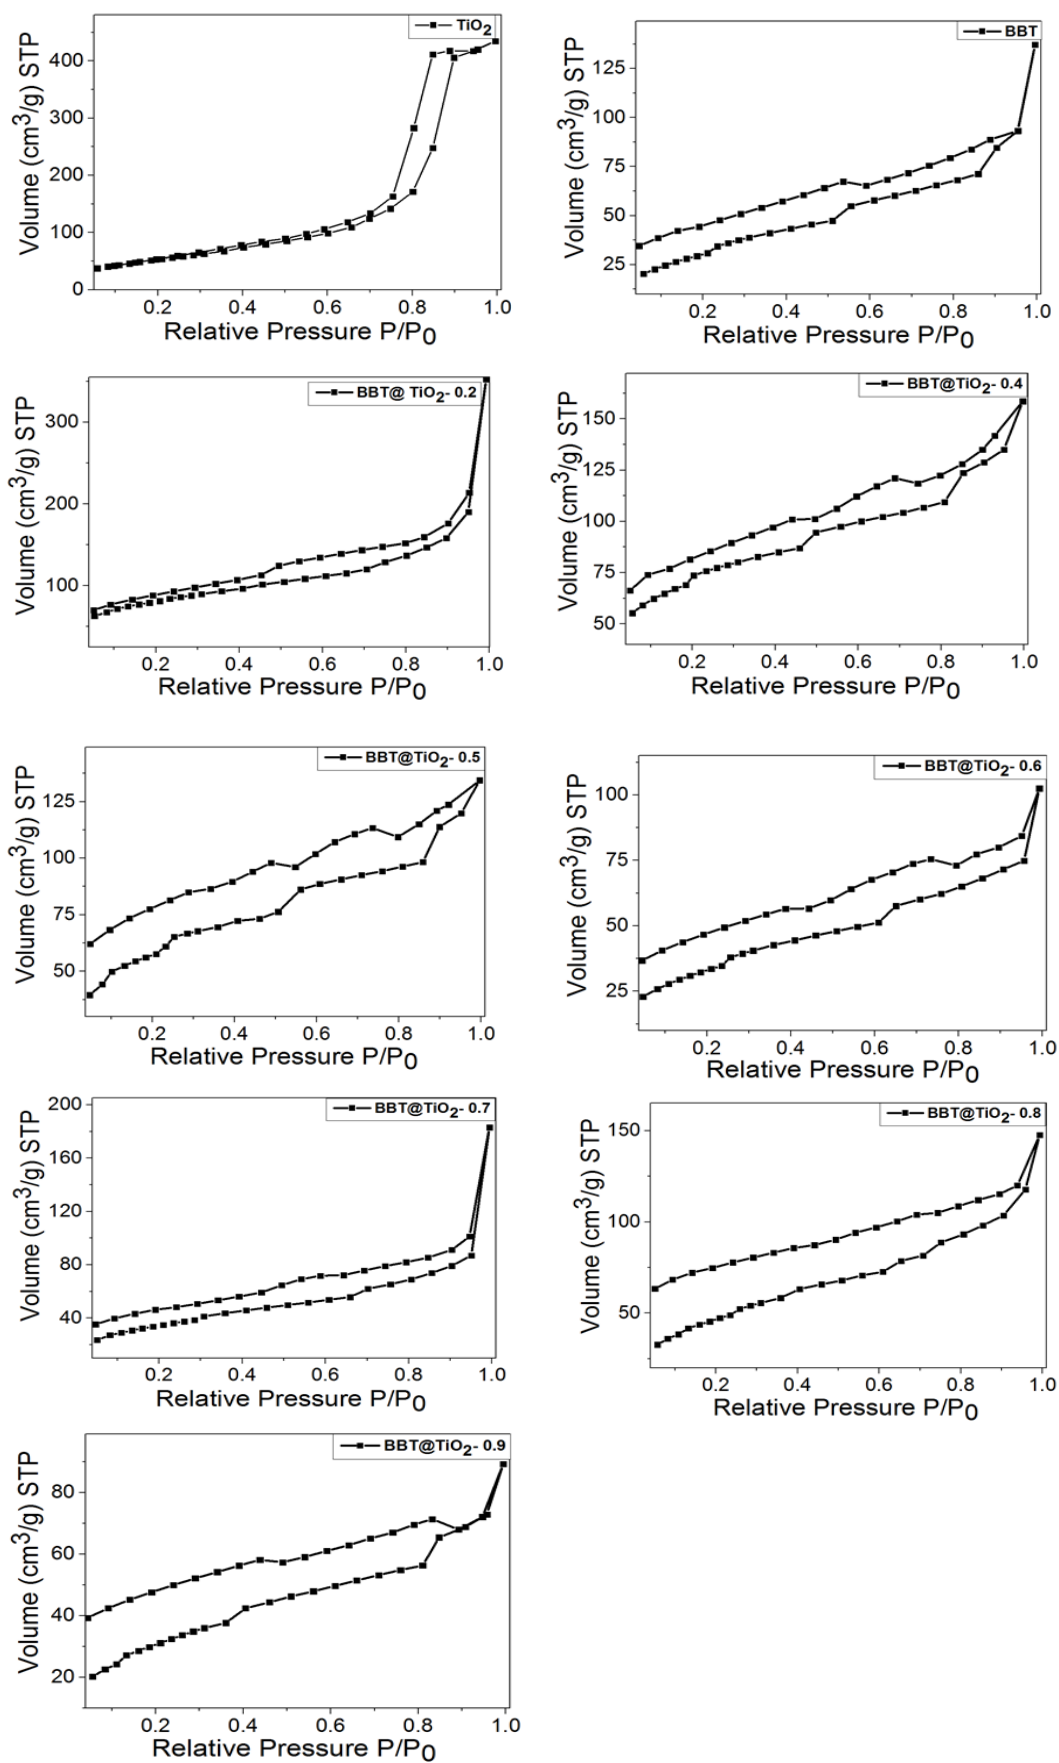 TiO2
Volume (cm3/g) STP
400
300
200
100
0
0.2 0.4 0.6 0.8 1.0
Relative Pressure P/P0
BBT
Volume (cm3/g) STP
125
100
75
50
25
0.2 0.4 0.6 0.8 1.0
Relative Pressure P/P0
BBT@ TiO2- 0.2
Volume (cm3/g) STP
300
200
100
0.2 0.4 0.6 0.8 1.0
Relative Pressure P/P0
BBT@TiO2- 0.4
Volume (cm3/g) STP
150
125
100
75
50
0.2 0.4 0.6 0.8 1.0
Relative Pressure P/P0
BBT@TiO2- 0.5
Volume (cm3/g) STP
125
100
75
50
0.2 0.4 0.6 0.8 1.0
Relative Pressure P/P0
BBT@TiO2- 0.6
Volume (cm3/g) STP
100
75
50
25
0.2 0.4 0.6 0.8 1.0
Relative Pressure P/P0
BBT@TiO2- 0.7
Volume (cm3/g) STP
200
160
120
80
40
0.2 0.4 0.6 0.8 1.0
Relative Pressure P/P0
BBT@TiO2- 0.8
Volume (cm3/g) STP
150
100
50
0.2 0.4 0.6 0.8 1.0
Relative Pressure P/P0
BBT@TiO2- 0.9
Volume (cm3/g) STP
80
60
40
20
0.2 0.4 0.6 0.8 1.0
Relative Pressure P/P0